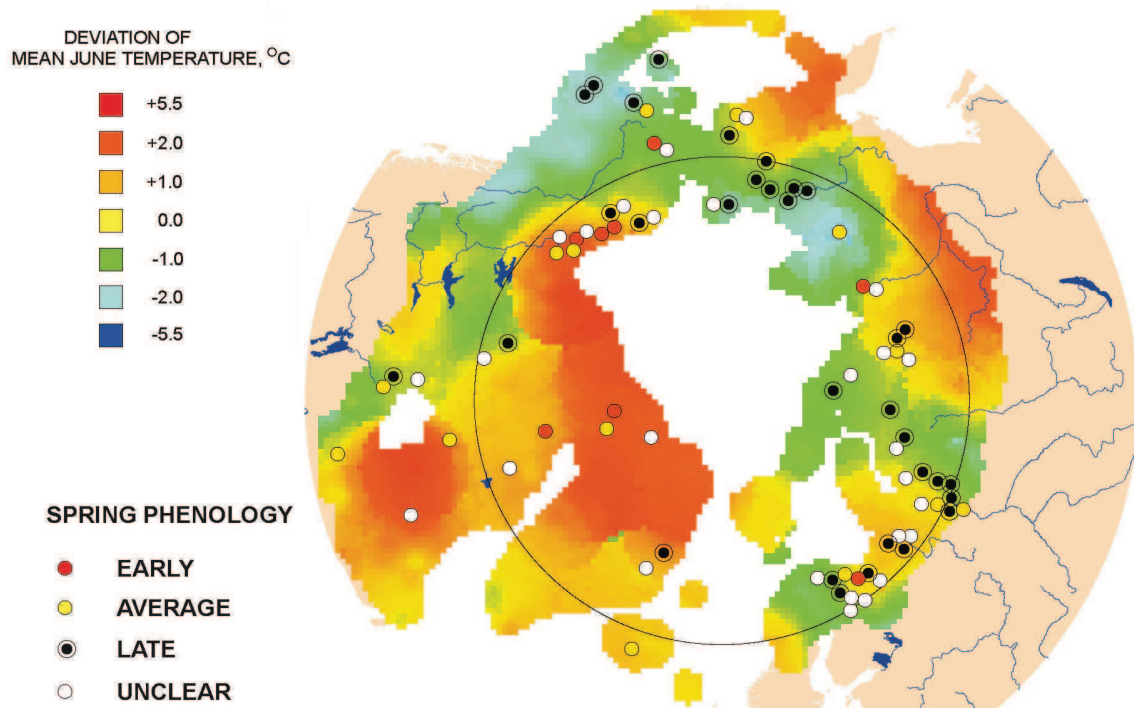 DEVIATION OF
MEAN JUNE TEMPERATURE, °C
+5.5
+2.0
+1.0
0.0
-1.0
-2.0
-5.5
SPRING PHENOLOGY
EARLY
AVERAGE
LATE
UNCLEAR